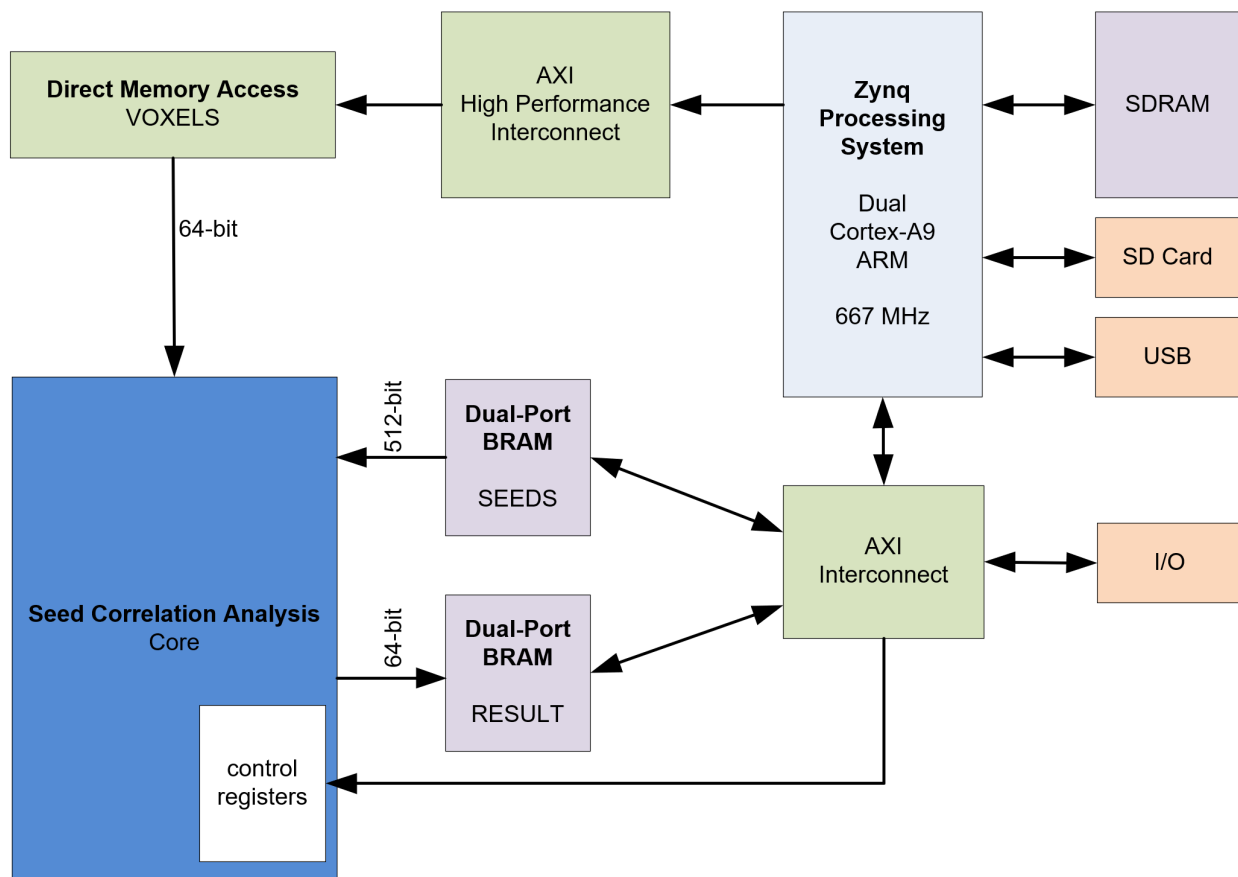 Direct Memory Access
VOXELS
AXI
High Performance
Interconnect
Zynq
Processing
System
Dual
Cortex-A9
ARM
667 MHz
SDRAM
SD Card
USB
64-bit
512-bit
Dual-Port
BRAM
SEEDS
AXI
Interconnect
I/O
Seed Correlation Analysis
Core
64-bit
Dual-Port
BRAM
RESULT
control
registers